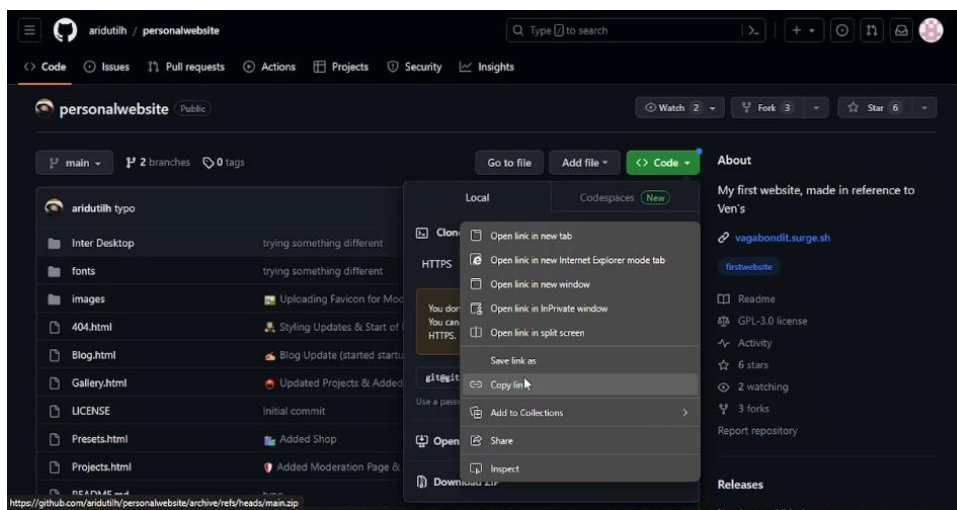 aridutilh / personalwebsite
Type / to search
Code
Issues
Pull requests
Actions
Projects
Security
Insights
personalwebsite Public
Watch 2
Fork 3
Star 6
main
2 branches
0 tags
Go to file
Add file
Code
aridutilh typo
Inter Desktop
trying something different
fonts
trying something different
images
Uploading Favicon for
404.html
Styling Updates & Start of
Blog.html
Blog Update (started
Gallery.html
Updated Projects & Added
LICENSE
Initial commit
Presets.html
Added Shop
Projects.html
Added Moderation Page &
https://github.com/aridutilh/personalwebsite/archive/refs/heads/main.zip
Local
Codespaces New
HTTPS
You
You can
HTTPS.
Use a
Open
Open link in new tab
Open link in new Internet Explorer mode tab
Open link in new window
Open link in InPrivate window
Open link in split screen
Save link as
Copy
Add to Collections
Share
Inspect
About
My first website, made in reference to
Ven's
vagabondit.surge.sh
firstwebsite
Readme
GPL-3.0 license
Activity
6 stars
2 watching
3 forks
Report repository
Releases